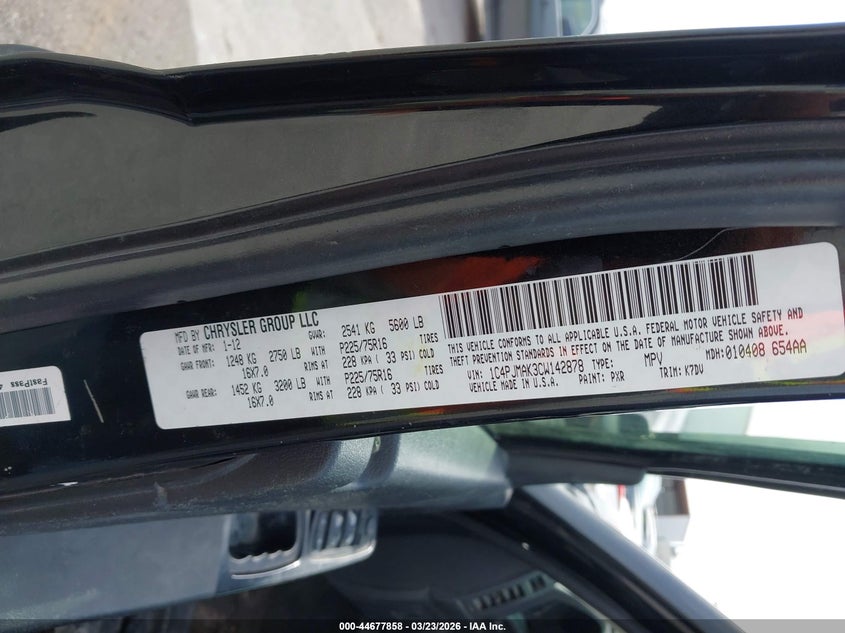 MFD BY CHRYSLER GROUP LLC
DATE OF MFR: 1-12 GVWR: 2541 KG 5600 LB
GAWR FRONT: 1248 KG 2750 LB WITH P225/75R16 TIRES
16X7.0 RIMS AT 228 KPA ( 33 PSI) COLD
GAWR REAR: 1452 KG 3200 LB WITH P225/75R16 TIRES
16X7.0 RIMS AT 228 KPA ( 33 PSI) COLD
THIS VEHICLE CONFORMS TO ALL APPLICABLE U.S.A. FEDERAL MOTOR VEHICLE SAFETY AND
THEFT PREVENTION STANDARDS IN EFFECT ON THE DATE OF MANUFACTURE SHOWN ABOVE.
VIN: 1C4PJMAK3CW142878 TYPE: MPV MDH: 010408 654AA
MADE IN U.S.A. PAINT: PXR TRIM: K7DV
FastPass 4
000-44677858 - 03/23/2026 - IAA Inc.